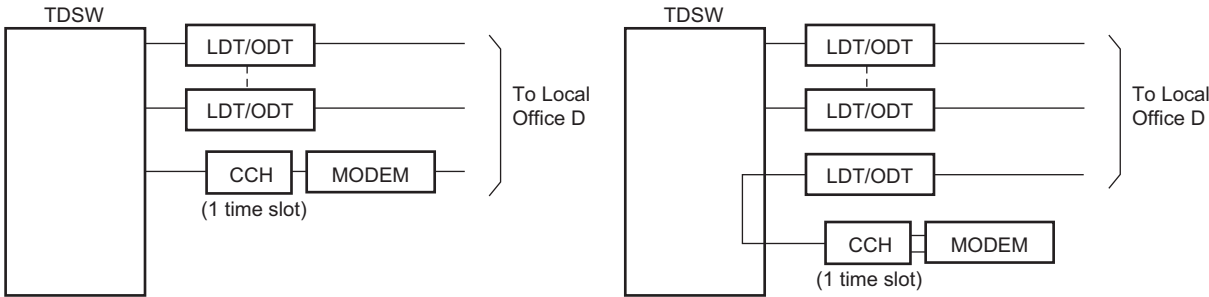 TDSW
LDT/ODT
LDT/ODT
To Local
Office D
CCH
MODEM
(1 time slot)
TDSW
LDT/ODT
LDT/ODT
To Local
Office D
LDT/ODT
CCH
MODEM
(1 time slot)